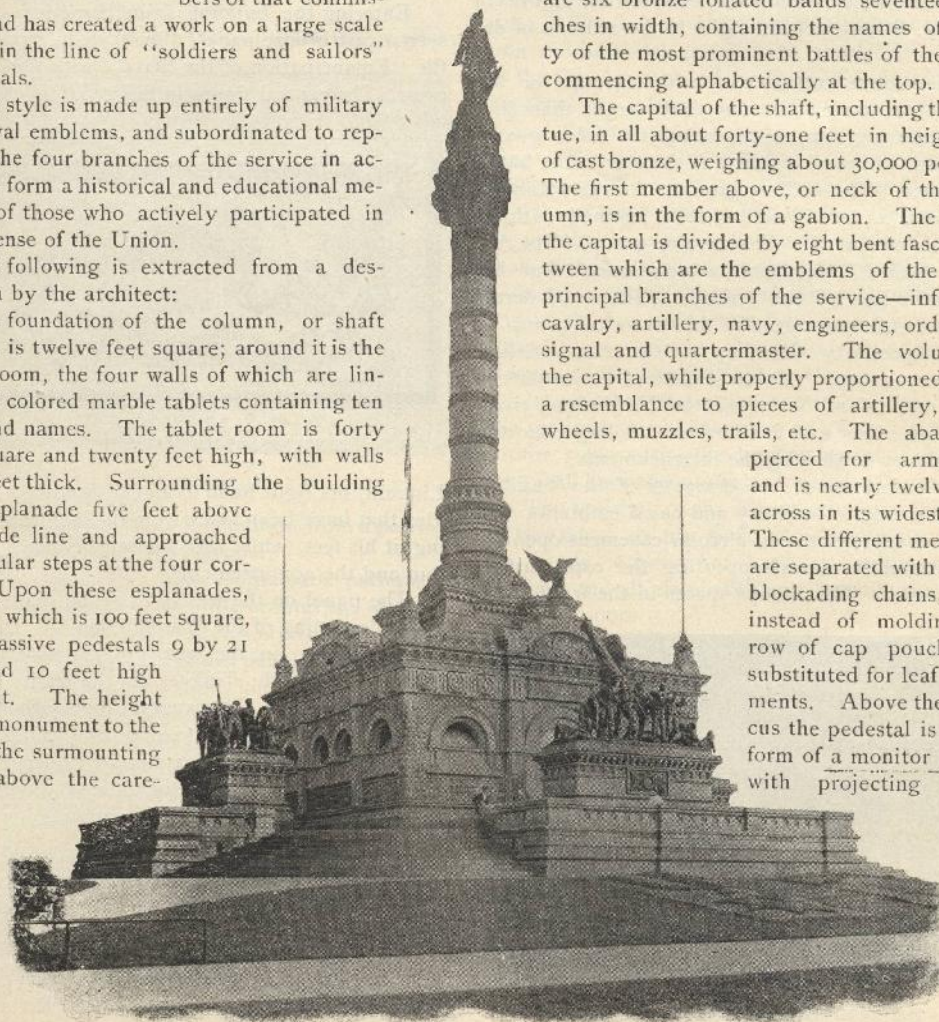 bers of that commis-
nd has created a work on a large scale
in the line of "soldiers and sailors"
als.
style is made up entirely of military
val emblems, and subordinated to rep-
he four branches of the service in ac-
form a historical and educational me-
of those who actively participated in
ense of the Union.
following is extracted from a des-
n by the architect:
foundation of the column, or shaft
is twelve feet square; around it is the
oom, the four walls of which are lin-
colored marble tablets containing ten
nd names. The tablet room is forty
uare and twenty feet high, with walls
eet thick. Surrounding the building
splanade five feet above
de line and approached
ular steps at the four cor-
Upon these esplanades,
which is 100 feet square,
assive pedestals 9 by 21
d 10 feet high
t. The height
monument to the
the surmounting
above the care-
are six bronze foliated bands sevente
ches in width, containing the names of
ty of the most prominent battles of the
commencing alphabetically at the top.
The capital of the shaft, including th
tue, in all about forty-one feet in heig
of cast bronze, weighing about 30,000 p
The first member above, or neck of th
umn, is in the form of a gabion. The
the capital is divided by eight bent fasc
tween which are the emblems of the
principal branches of the service—inf
cavalry, artillery, navy, engineers, ord
signal and quartermaster. The volu
the capital, while properly proportioned
a resemblance to pieces of artillery,
wheels, muzzles, trails, etc. The aba
pierced for arm
and is nearly twelv
across in its widest
These different me
are separated with
blockading chains
instead of moldin
row of cap pouch
substituted for leaf
ments. Above the
cus the pedestal is
form of a monitor
with projecting